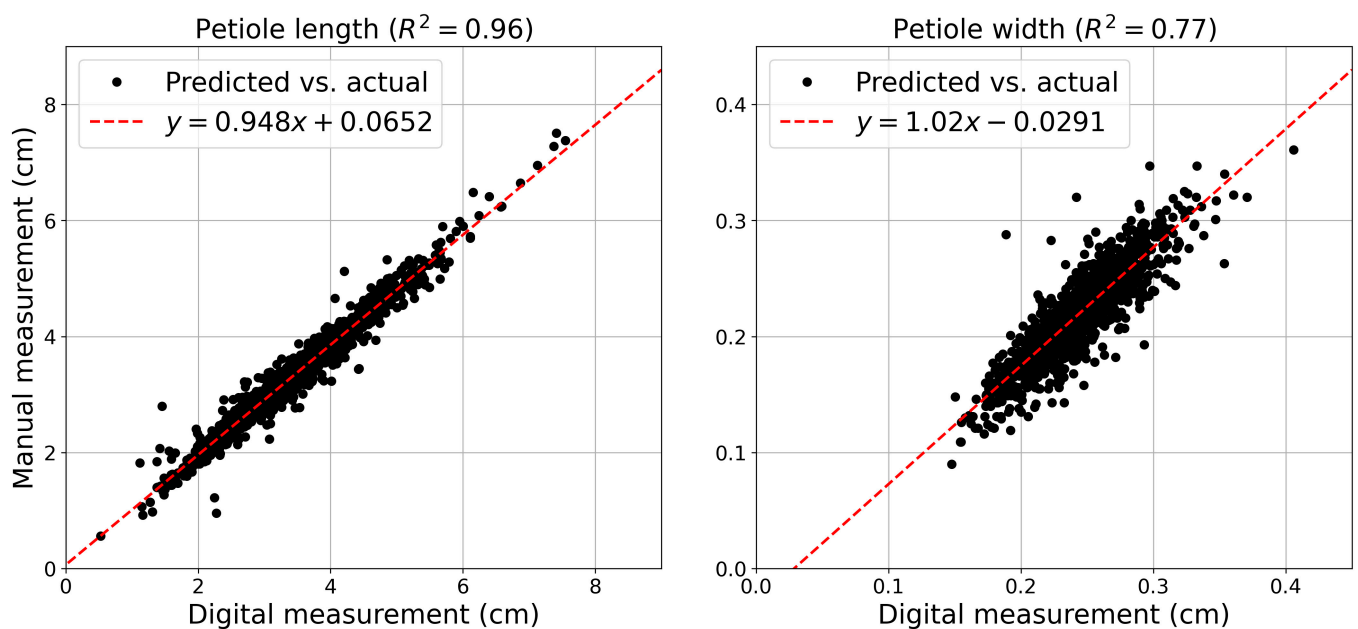 Petiole length (R² = 0.96)
Predicted vs. actual
y = 0.948x + 0.0652
Manual measurement (cm)
8
6
4
2
0
0 2 4 6 8
Digital measurement (cm)
Petiole width (R² = 0.77)
Predicted vs. actual
y = 1.02x − 0.0291
0.4
0.3
0.2
0.1
0.0
0.0 0.1 0.2 0.3 0.4
Digital measurement (cm)